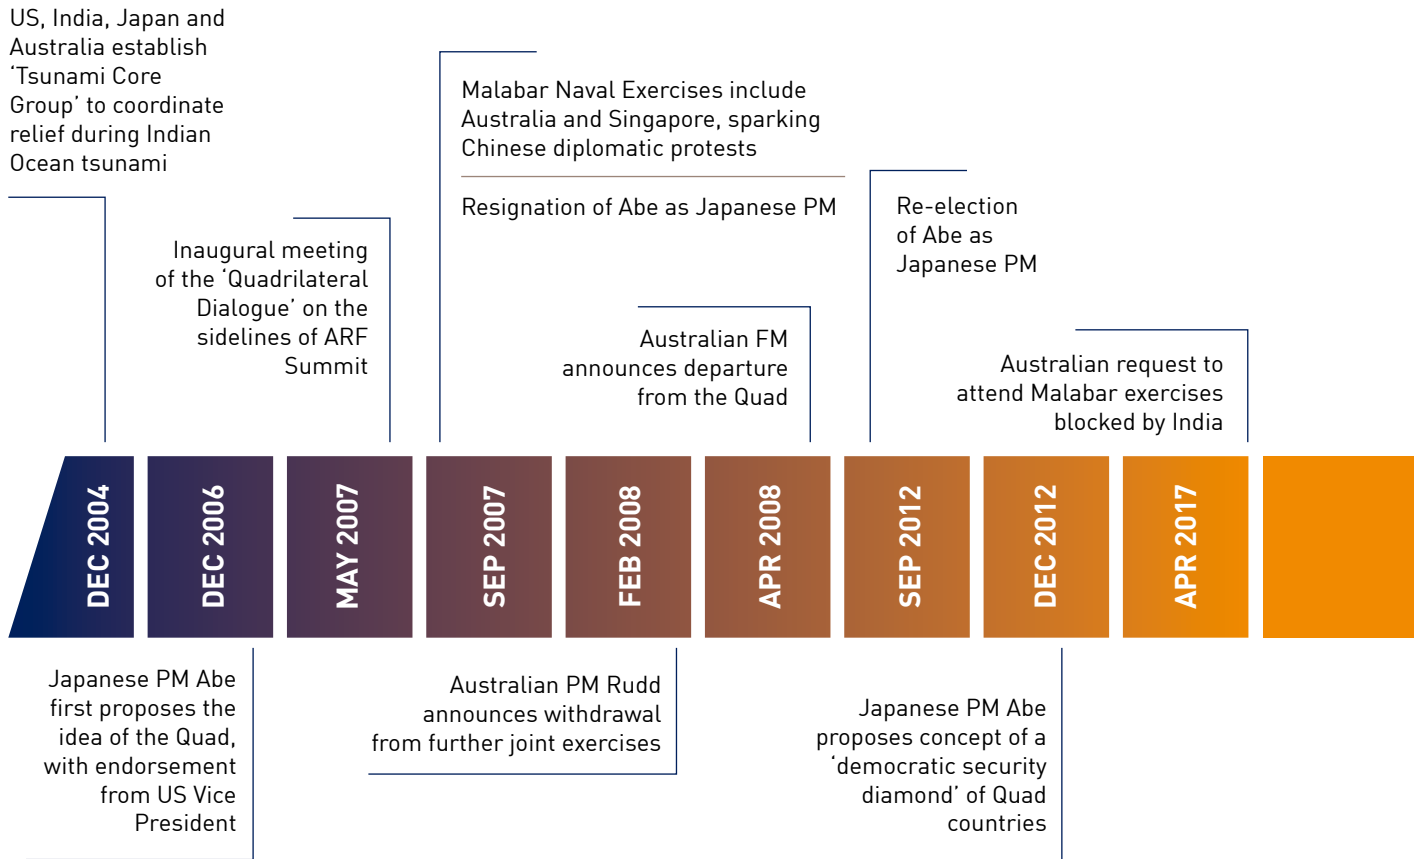 US, India, Japan and
Australia establish
‘Tsunami Core
Group’ to coordinate
relief during Indian
Ocean tsunami
Inaugural meeting
of the ‘Quadrilateral
Dialogue’ on the
sidelines of ARF
Summit
Malabar Naval Exercises include
Australia and Singapore, sparking
Chinese diplomatic protests
Resignation of Abe as Japanese PM
Australian FM
announces departure
from the Quad
Re-election
of Abe as
Japanese PM
Australian request to
attend Malabar exercises
blocked by India
DEC 2004
DEC 2006
MAY 2007
SEP 2007
FEB 2008
APR 2008
SEP 2012
DEC 2012
APR 2017
Japanese PM Abe
first proposes the
idea of the Quad,
with endorsement
from US Vice
President
Australian PM Rudd
announces withdrawal
from further joint exercises
Japanese PM Abe
proposes concept of a
‘democratic security
diamond’ of Quad
countries